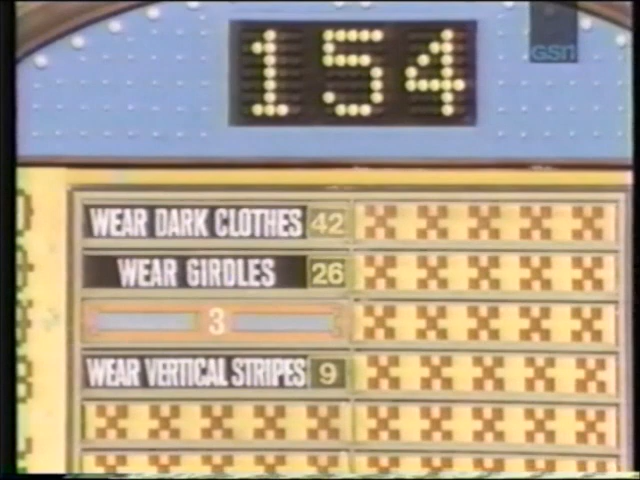 154
GSN
WEAR DARK CLOTHES 42
WEAR GIRDLES 26
3
WEAR VERTICAL STRIPES 9